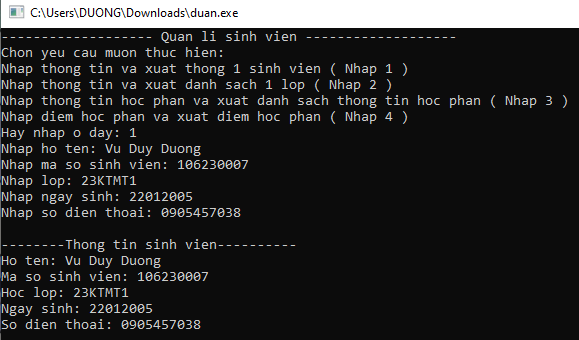 C:\Users\DUONG\Downloads\duan.exe
------------------- Quan li sinh vien -------------------
Chon yeu cau muon thuc hien:
Nhap thong tin va xuat thong 1 sinh vien ( Nhap 1 )
Nhap thong tin va xuat danh sach 1 lop ( Nhap 2 )
Nhap thong tin hoc phan va xuat danh sach thong tin hoc phan ( Nhap 3 )
Nhap diem hoc phan va xuat diem hoc phan ( Nhap 4 )
Hay nhap o day: 1
Nhap ho ten: Vu Duy Duong
Nhap ma so sinh vien: 106230007
Nhap lop: 23KTMT1
Nhap ngay sinh: 22012005
Nhap so dien thoai: 0905457038
--------Thong tin sinh vien----------
Ho ten: Vu Duy Duong
Ma so sinh vien: 106230007
Hoc lop: 23KTMT1
Ngay sinh: 22012005
So dien thoai: 0905457038